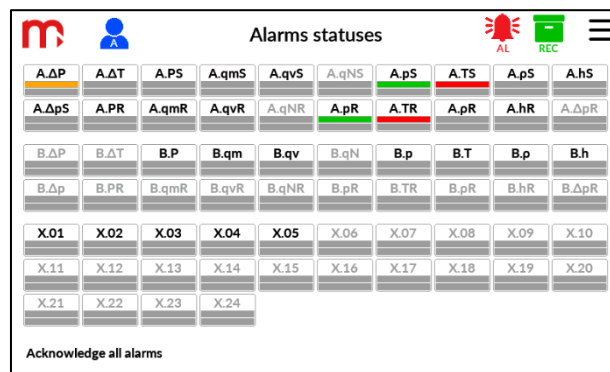 A
Alarms statuses
AL
REC
A.ΔP A.ΔT A.PS A.qmS A.qvS A.qNS A.pS A.TS A.ρS A.hS
A.ΔpS A.PR A.qmR A.qvR A.qNR A.pR A.TR A.ρR A.hR A.ΔpR
B.ΔP B.ΔT B.P B.qm B.qv B.qN B.p B.T B.ρ B.h
B.Δp B.PR B.qmR B.qvR B.qNR B.pR B.TR B.ρR B.hR B.ΔpR
X.01 X.02 X.03 X.04 X.05 X.06 X.07 X.08 X.09 X.10
X.11 X.12 X.13 X.14 X.15 X.16 X.17 X.18 X.19 X.20
X.21 X.22 X.23 X.24
Acknowledge all alarms